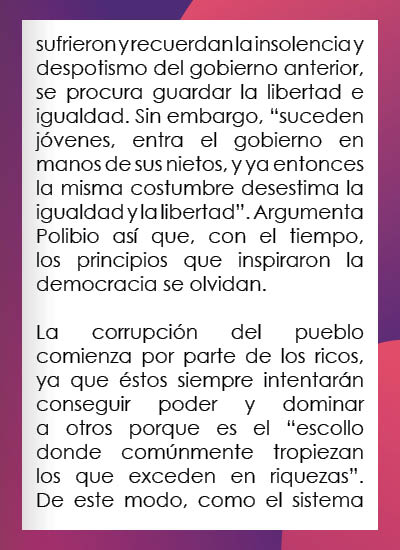 sufrieron y recuerdan la insolencia y
despotismo del gobierno anterior,
se procura guardar la libertad e
igualdad. Sin embargo, “suceden
jóvenes, entra el gobierno en
manos de sus nietos, y ya entonces
la misma costumbre desestima la
igualdad y la libertad”. Argumenta
Polibio así que, con el tiempo,
los principios que inspiraron la
democracia se olvidan.

La corrupción del pueblo
comienza por parte de los ricos,
ya que éstos siempre intentarán
conseguir poder y dominar
a otros porque es el “escollo
donde comúnmente tropiezan
los que exceden en riquezas”.
De este modo, como el sistema